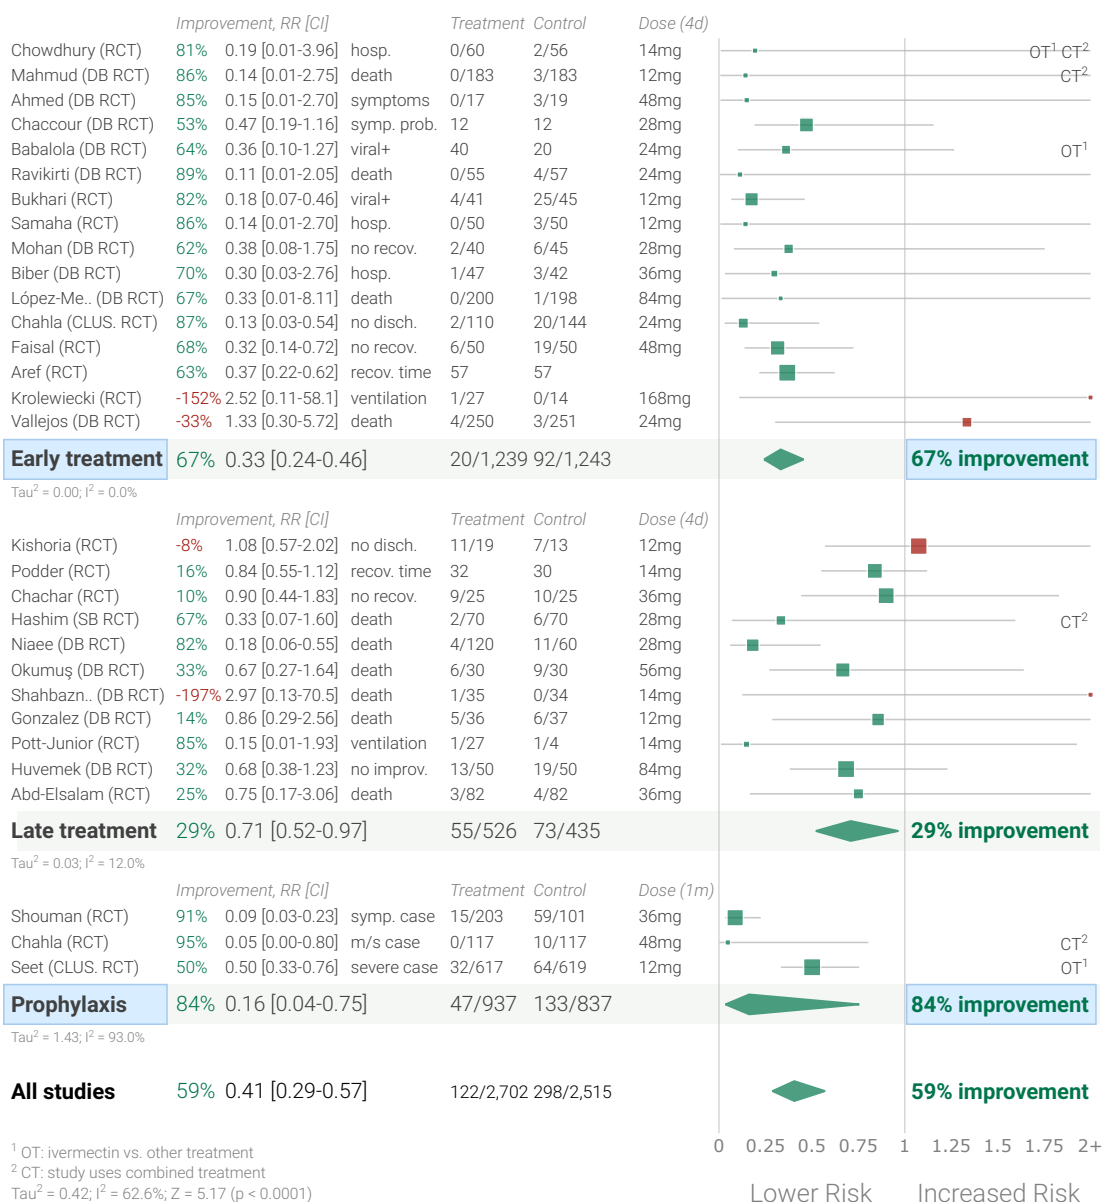 Improvement, RR [CI] Treatment Control Dose (4d)
Chowdhury (RCT) 81% 0.19 [0.01-3.96] hosp. 0/60 2/56 14mg OT¹ CT²
Mahmud (DB RCT) 86% 0.14 [0.01-2.75] death 0/183 3/183 12mg CT²
Ahmed (DB RCT) 85% 0.15 [0.01-2.70] symptoms 0/17 3/19 48mg
Chaccour (DB RCT) 53% 0.47 [0.19-1.16] symp. prob. 12 12 28mg
Babalola (DB RCT) 64% 0.36 [0.10-1.27] viral+ 40 20 24mg OT¹
Ravikirti (DB RCT) 89% 0.11 [0.01-2.05] death 0/55 4/57 24mg
Bukhari (RCT) 82% 0.18 [0.07-0.46] viral+ 4/41 25/45 12mg
Samaha (RCT) 86% 0.14 [0.01-2.70] hosp. 0/50 3/50 12mg
Mohan (DB RCT) 62% 0.38 [0.08-1.75] no recov. 2/40 6/45 28mg
Biber (DB RCT) 70% 0.30 [0.03-2.76] hosp. 1/47 3/42 36mg
López-Me.. (DB RCT) 67% 0.33 [0.01-8.11] death 0/200 1/198 84mg
Chahla (CLUS. RCT) 87% 0.13 [0.03-0.54] no disch. 2/110 20/144 24mg
Faisal (RCT) 68% 0.32 [0.14-0.72] no recov. 6/50 19/50 48mg
Aref (RCT) 63% 0.37 [0.22-0.62] recov. time 57 57
Krolewiecki (RCT) -152% 2.52 [0.11-58.1] ventilation 1/27 0/14 168mg
Vallejos (DB RCT) -33% 1.33 [0.30-5.72] death 4/250 3/251 24mg
Early treatment 67% 0.33 [0.24-0.46] 20/1,239 92/1,243 67% improvement
Tau² = 0.00; I² = 0.0%
Improvement, RR [CI] Treatment Control Dose (4d)
Kishoria (RCT) -8% 1.08 [0.57-2.02] no disch. 11/19 7/13 12mg
Podder (RCT) 16% 0.84 [0.55-1.12] recov. time 32 30 14mg
Chachar (RCT) 10% 0.90 [0.44-1.83] no recov. 9/25 10/25 36mg
Hashim (SB RCT) 67% 0.33 [0.07-1.60] death 2/70 6/70 28mg CT²
Niaee (DB RCT) 82% 0.18 [0.06-0.55] death 4/120 11/60 28mg
Okumuş (DB RCT) 33% 0.67 [0.27-1.64] death 6/30 9/30 56mg
Shahbazn.. (DB RCT) -197% 2.97 [0.13-70.5] death 1/35 0/34 14mg
Gonzalez (DB RCT) 14% 0.86 [0.29-2.56] death 5/36 6/37 12mg
Pott-Junior (RCT) 85% 0.15 [0.01-1.93] ventilation 1/27 1/4 14mg
Huvemek (DB RCT) 32% 0.68 [0.38-1.23] no improv. 13/50 19/50 84mg
Abd-Elsalam (RCT) 25% 0.75 [0.17-3.06] death 3/82 4/82 36mg
Late treatment 29% 0.71 [0.52-0.97] 55/526 73/435 29% improvement
Tau² = 0.03; I² = 12.0%
Improvement, RR [CI] Treatment Control Dose (1m)
Shouman (RCT) 91% 0.09 [0.03-0.23] symp. case 15/203 59/101 36mg
Chahla (RCT) 95% 0.05 [0.00-0.80] m/s case 0/117 10/117 48mg CT²
Seet (CLUS. RCT) 50% 0.50 [0.33-0.76] severe case 32/617 64/619 12mg OT¹
Prophylaxis 84% 0.16 [0.04-0.75] 47/937 133/837 84% improvement
Tau² = 1.43; I² = 93.0%
All studies 59% 0.41 [0.29-0.57] 122/2,702 298/2,515 59% improvement
0 0.25 0.5 0.75 1 1.25 1.5 1.75 2+
¹ OT: ivermectin vs. other treatment
² CT: study uses combined treatment
Tau² = 0.42; I² = 62.6%; Z = 5.17 (p < 0.0001) Lower Risk Increased Risk